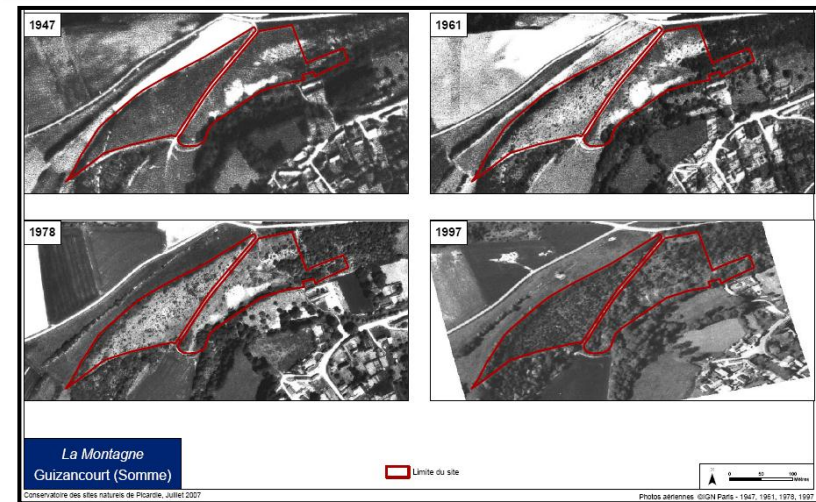 1947
1961
1978
1997
La Montagne
Guizancourt (Somme)
Limite du site
0 50 100
Mètres
Conservatoire des sites naturels de Picardie, Juillet 2007
Photos aériennes ©IGN Paris - 1947, 1961, 1978, 1997